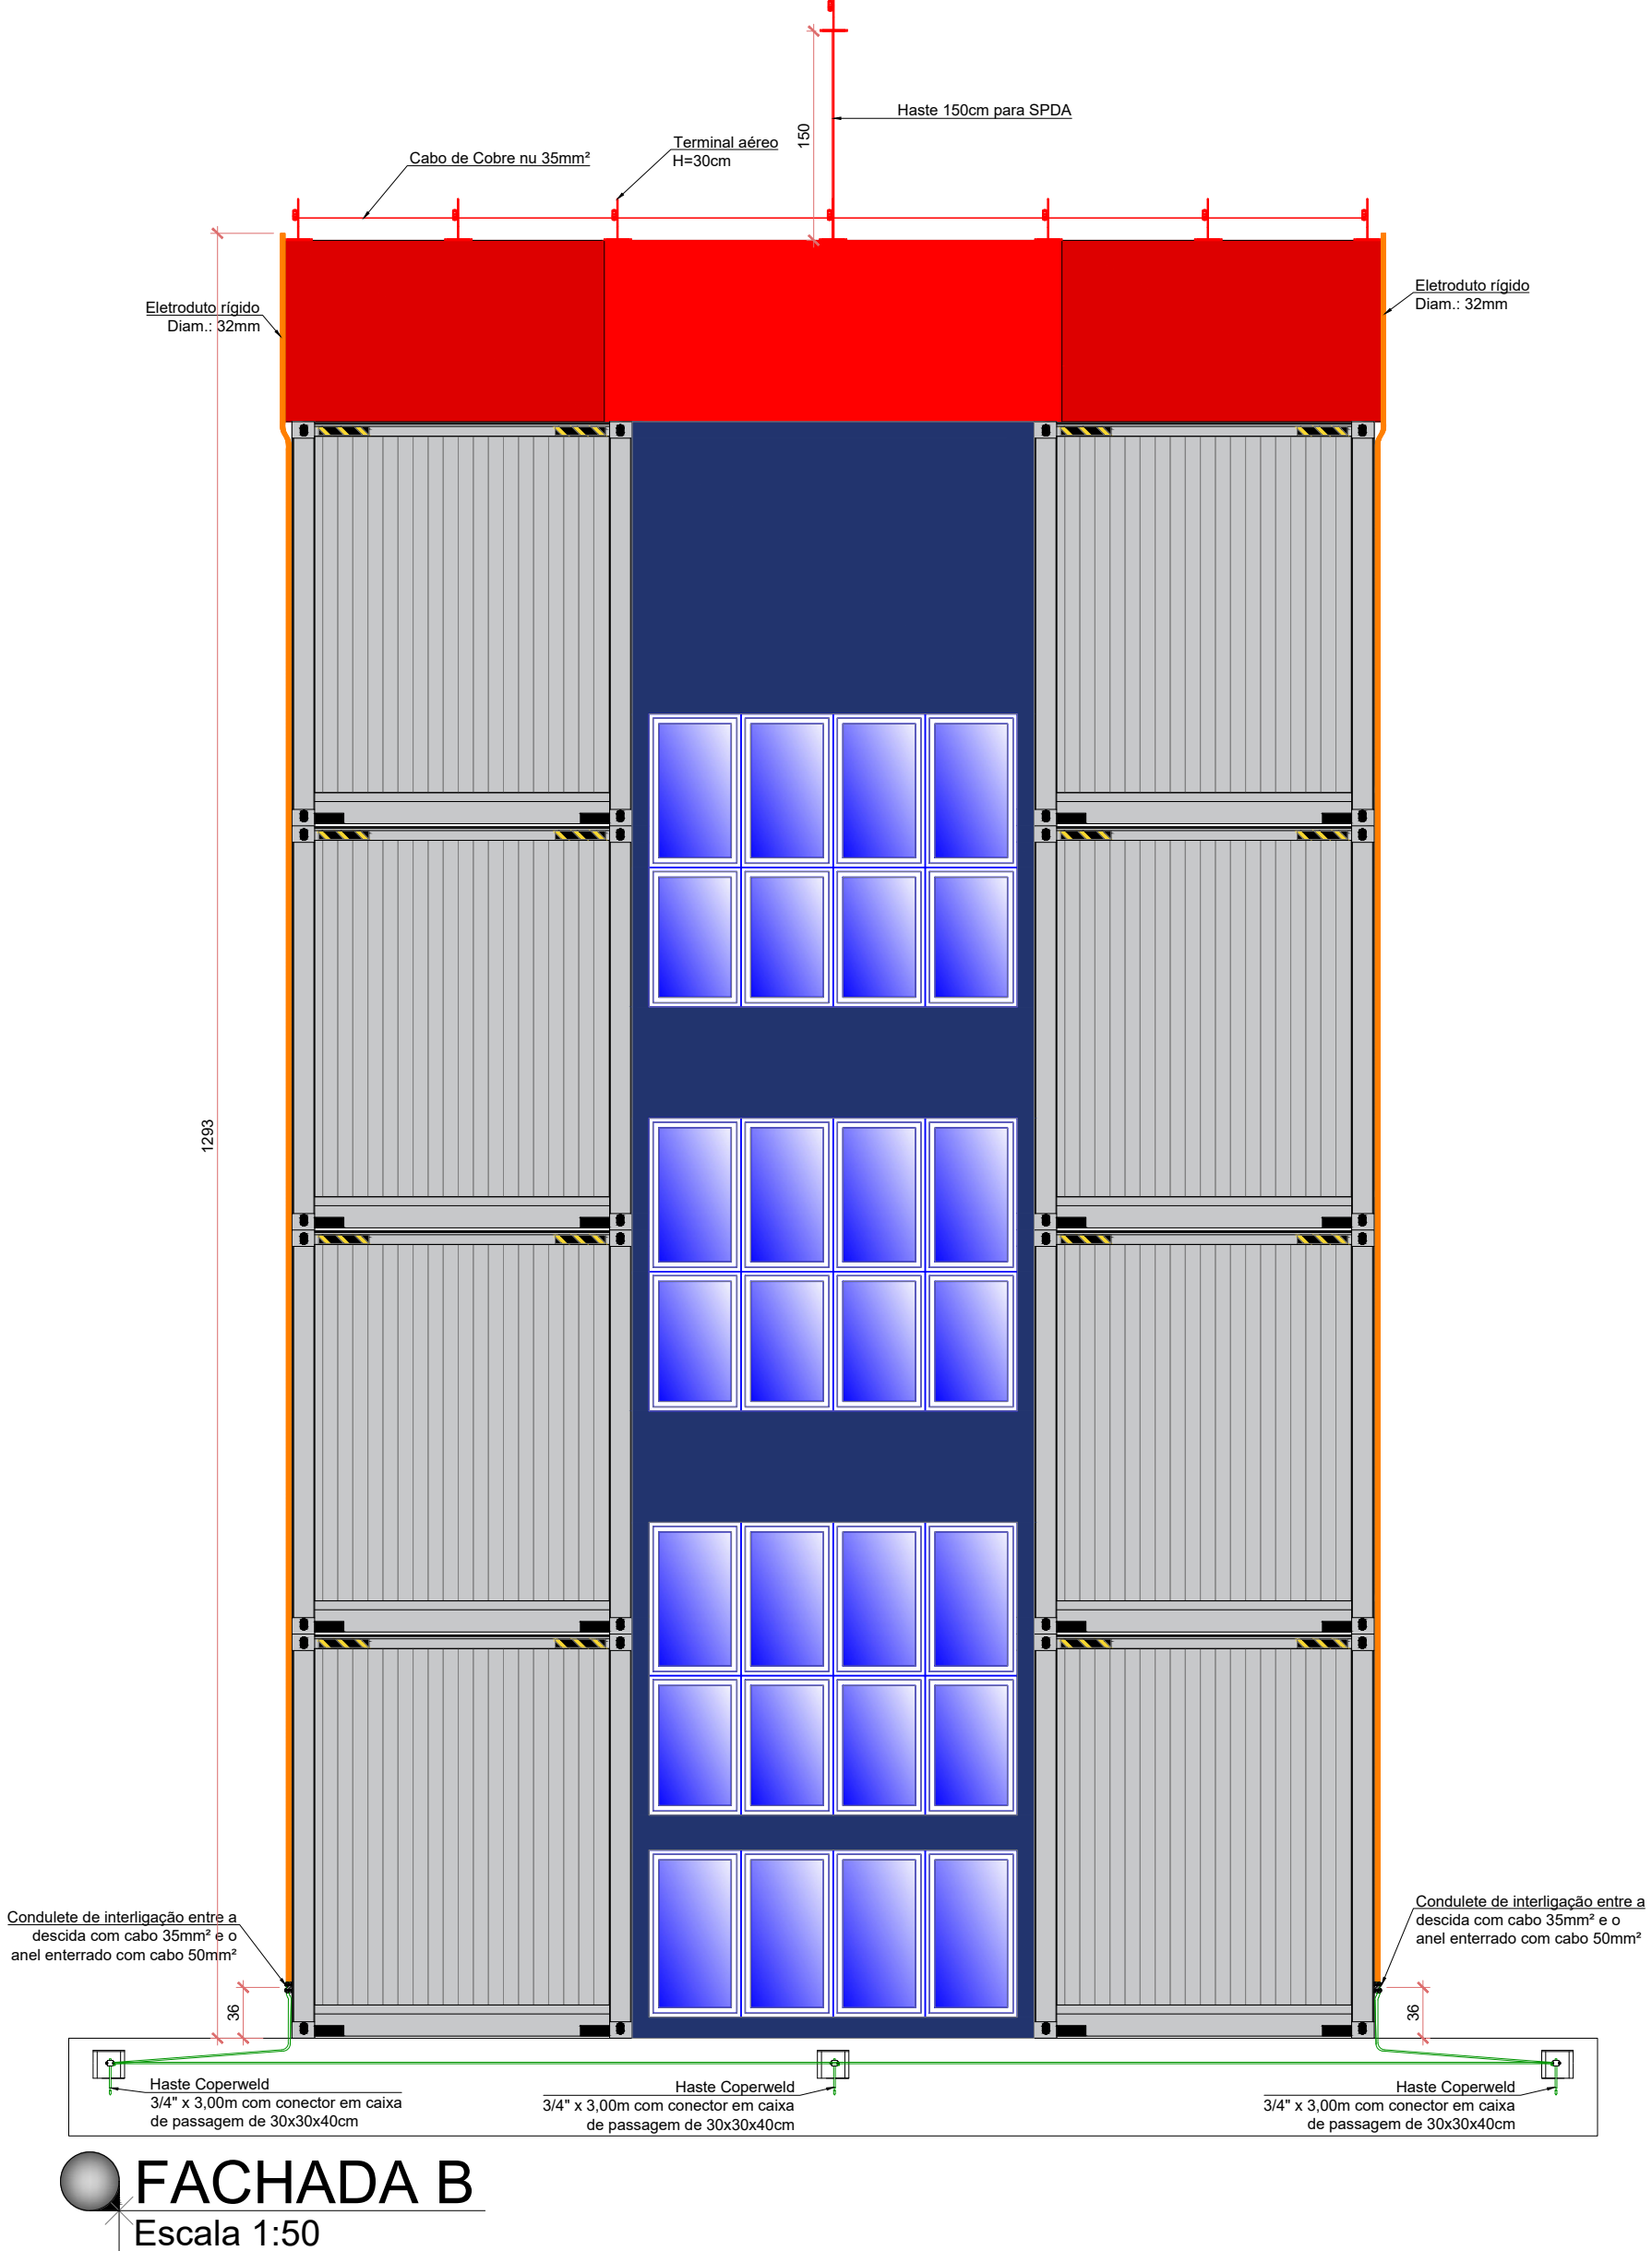 Haste 150cm para SPDA
150
Terminal aéreo
H=30cm
Cabo de Cobre nu 35mm²
Eletroduto rígido
Diam.: 32mm
Eletroduto rígido
Diam.: 32mm
1293
Condulete de interligação entre a
descida com cabo 35mm² e o
anel enterrado com cabo 50mm²
Condulete de interligação entre a
descida com cabo 35mm² e o
anel enterrado com cabo 50mm²
36
36
Haste Coperweld
3/4" x 3,00m com conector em caixa
de passagem de 30x30x40cm
Haste Coperweld
3/4" x 3,00m com conector em caixa
de passagem de 30x30x40cm
Haste Coperweld
3/4" x 3,00m com conector em caixa
de passagem de 30x30x40cm
FACHADA B
Escala 1:50